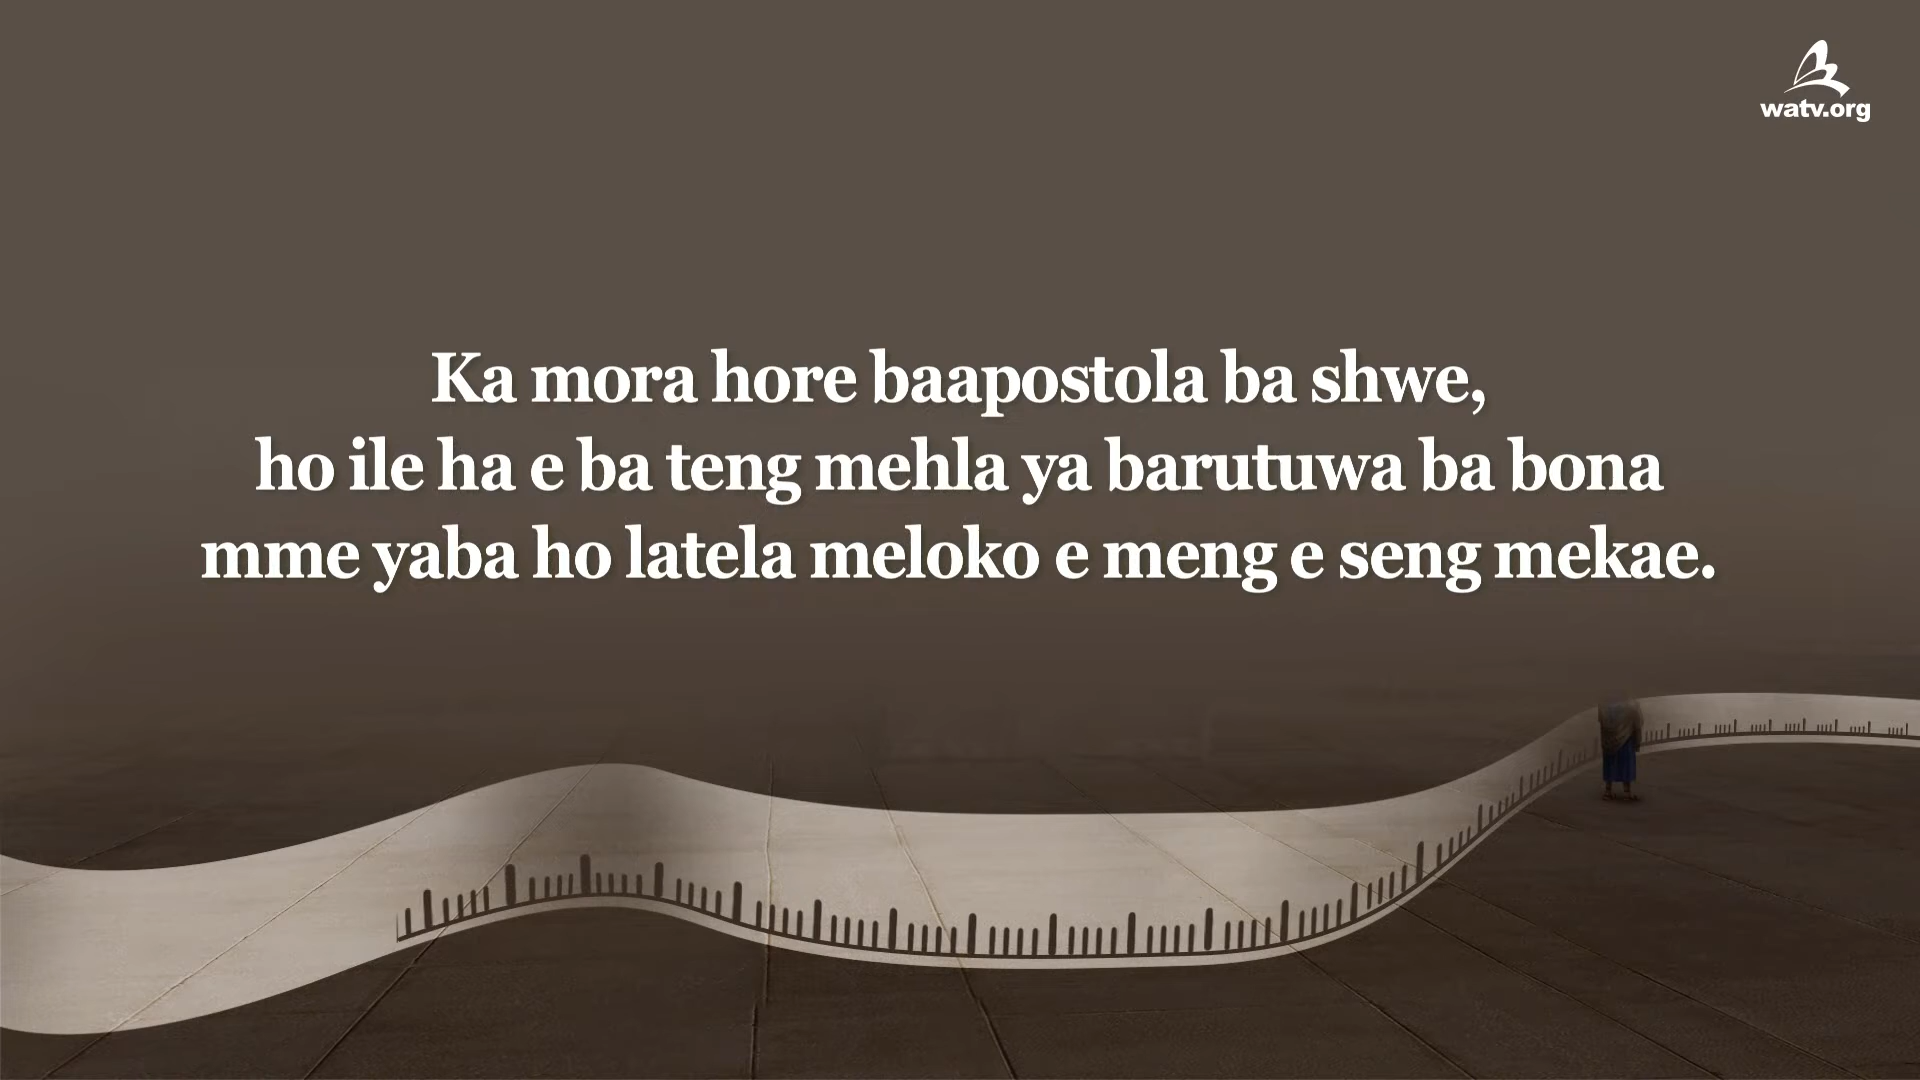 watv.org
Ka mora hore baapostola ba shwe,
ho ile ha e ba teng mehla ya barutuwa ba bona
mme yaba ho latela meloko e meng e seng mekae.